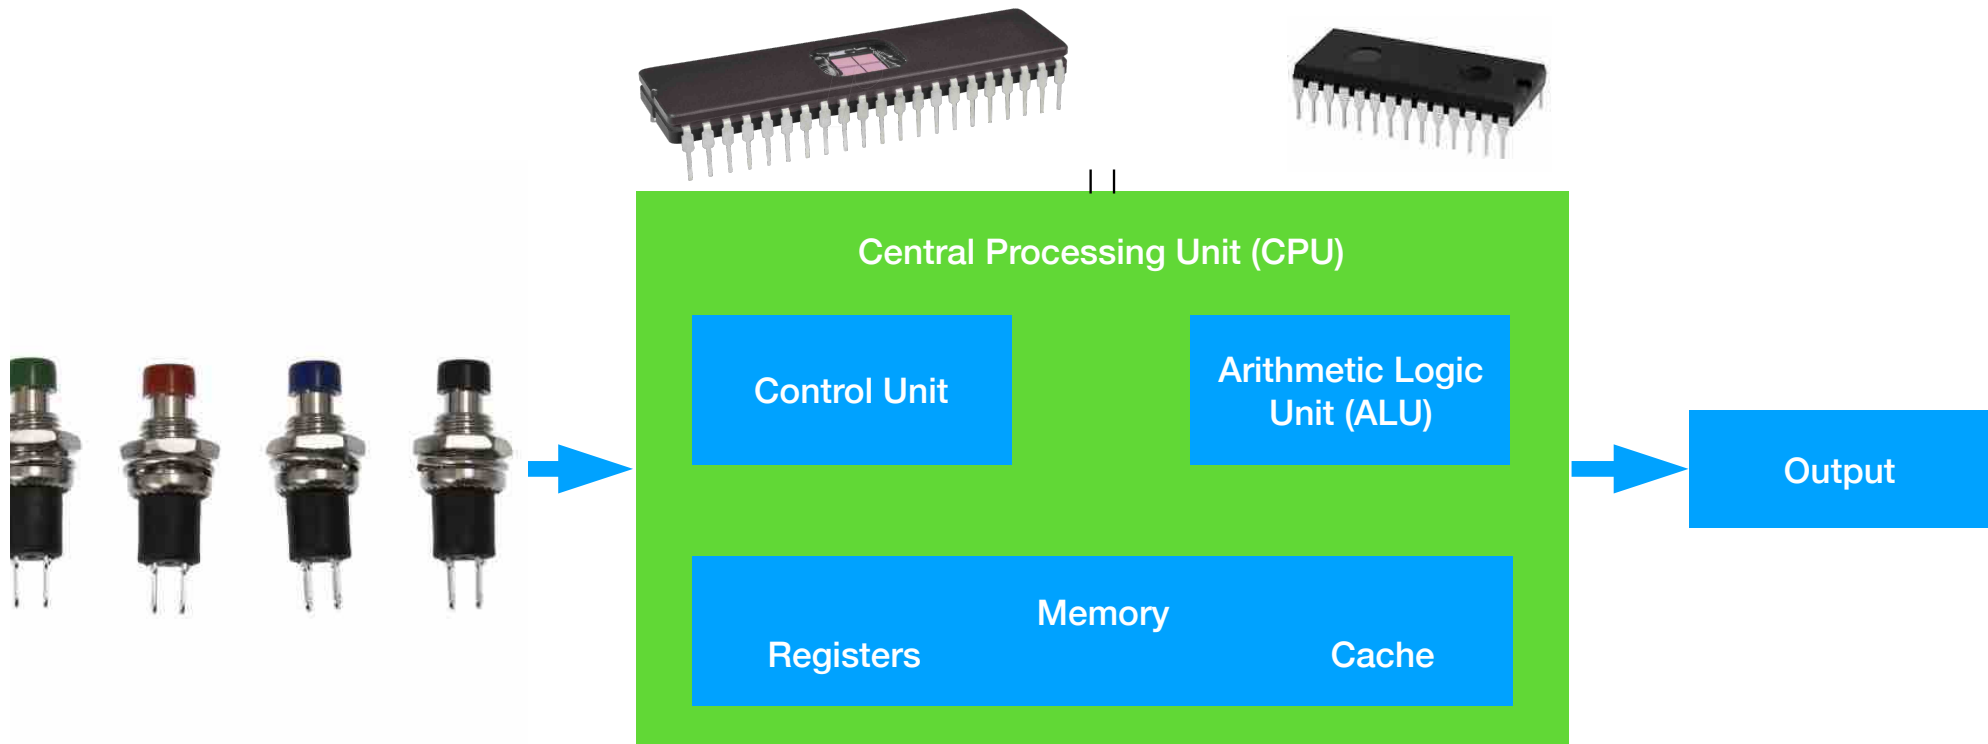 Central Processing Unit (CPU)
Control Unit
Arithmetic Logic
Unit (ALU)
Output
Memory
Registers
Cache